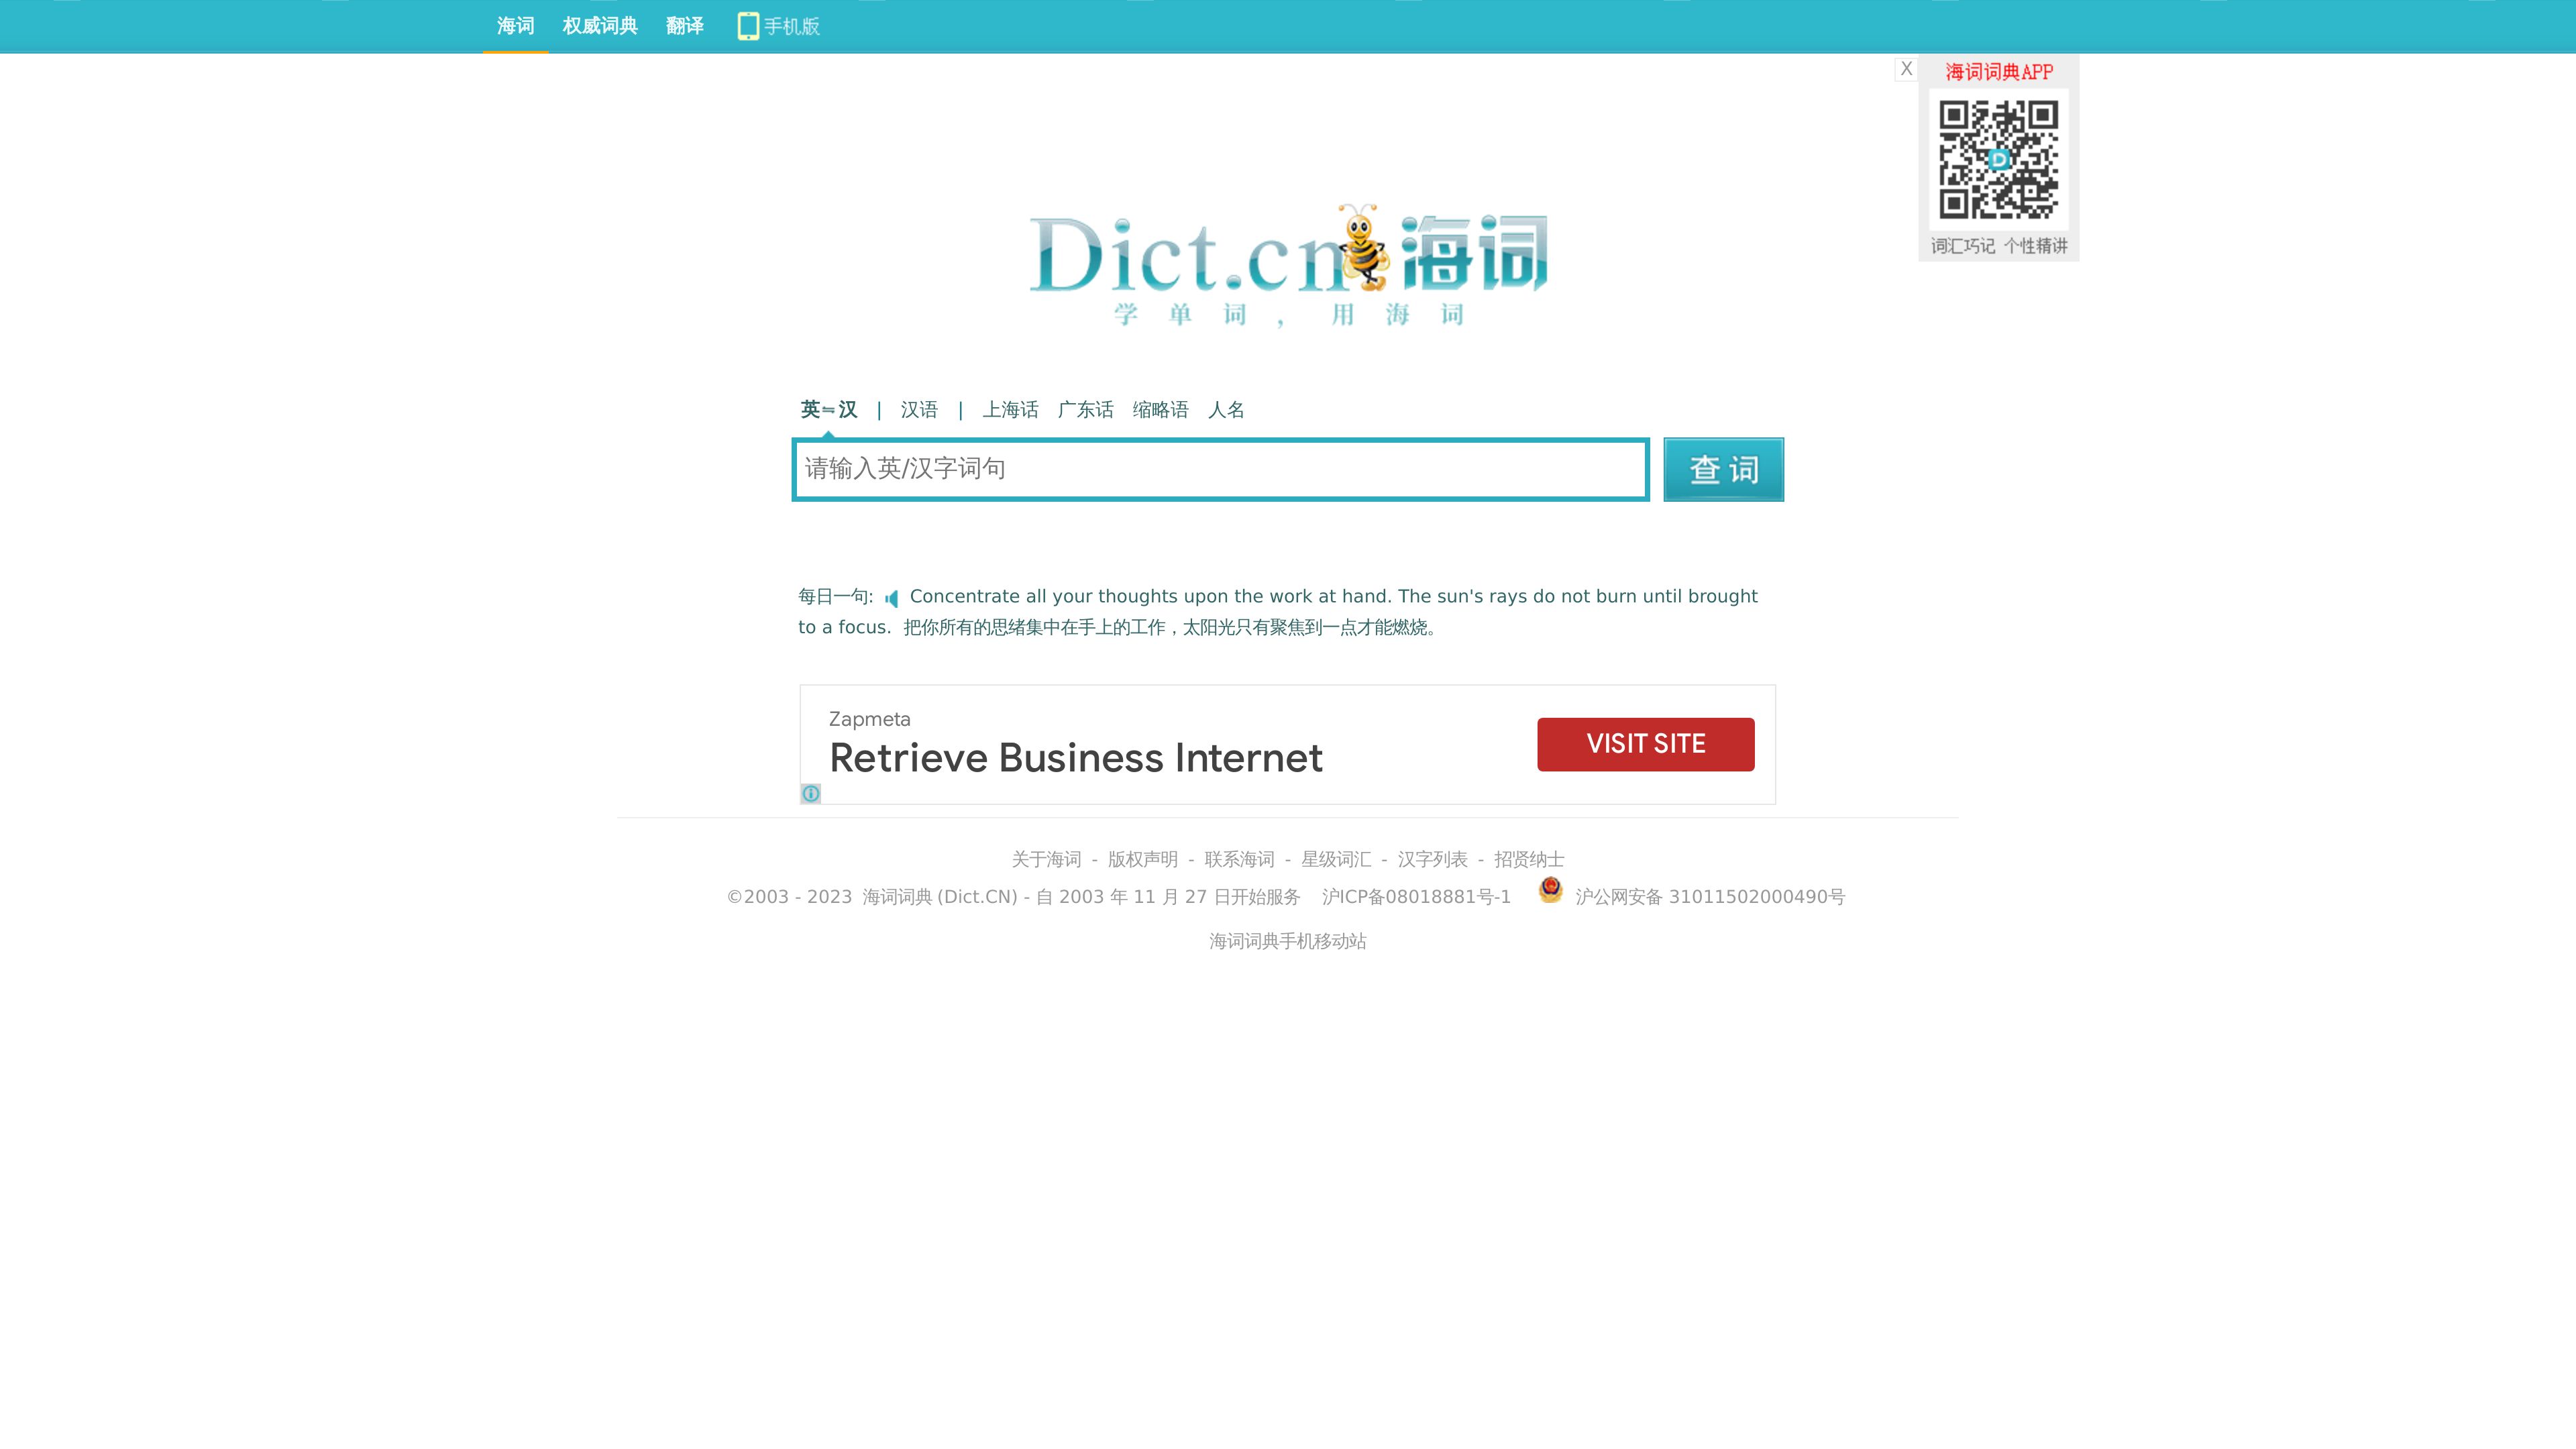 海词 权威词典 翻译 手机版
X 海词词典APP
词汇巧记 个性精讲
Dict.cn 海词
学单词，用海词
英⇋汉 | 汉语 | 上海话 广东话 缩略语 人名
请输入英/汉字词句
查词
每日一句: Concentrate all your thoughts upon the work at hand. The sun's rays do not burn until brought
to a focus. 把你所有的思绪集中在手上的工作，太阳光只有聚焦到一点才能燃烧。
Zapmeta
Retrieve Business Internet
VISIT SITE
关于海词 - 版权声明 - 联系海词 - 星级词汇 - 汉字列表 - 招贤纳士
©2003 - 2023 海词词典 (Dict.CN) - 自 2003 年 11 月 27 日开始服务 沪ICP备08018881号-1 沪公网安备 31011502000490号
海词词典手机移动站